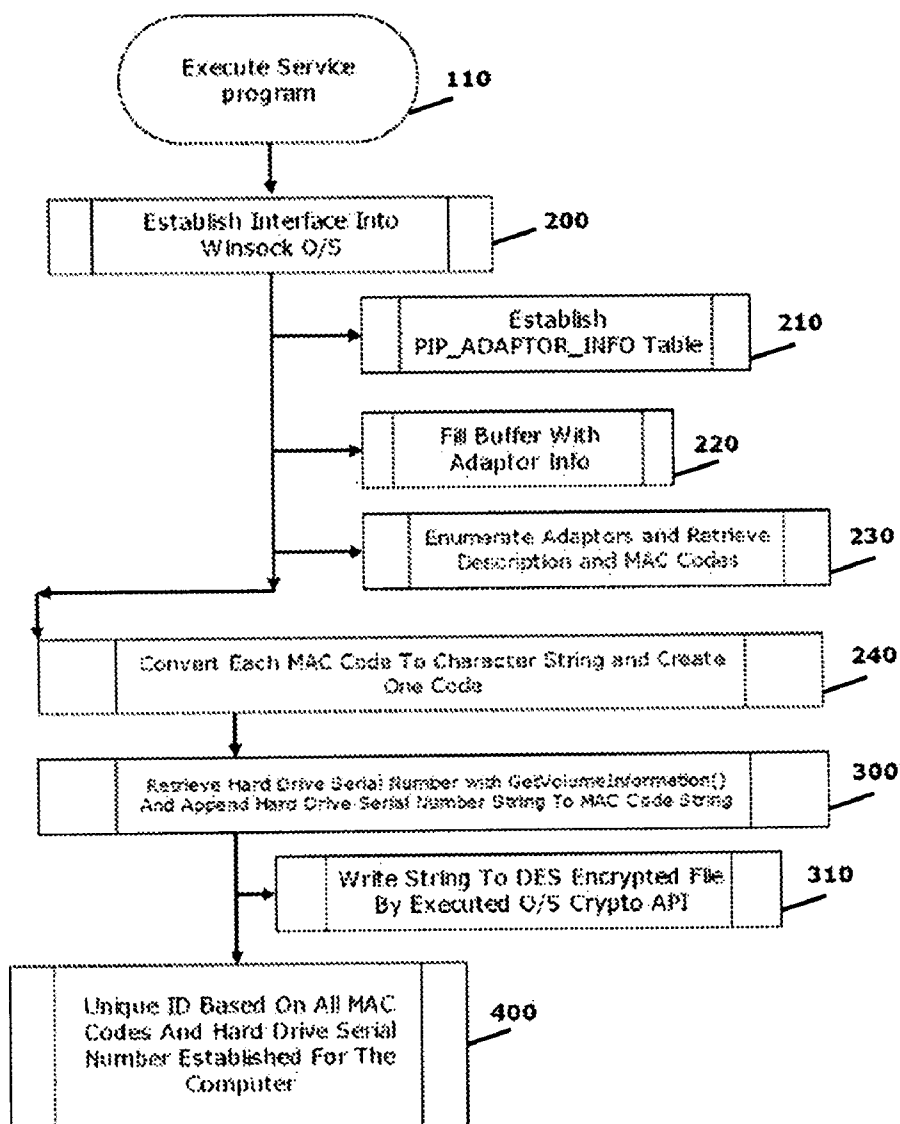 Execute Service
program
110
Establish Interface Into
Winsock O/S
200
Establish
PIP_ADAPTOR_INFO Table
210
Fill Buffer With
Adaptor Info
220
Enumerate Adaptors and Retrieve
Description and MAC Codes
230
Convert Each MAC Code To Character String and Create
One Code
240
Retrieve Hard Drive Serial Number with GetVolumeInformation()
And Append Hard Drive Serial Number String To MAC Code String
300
Write String To DES Encrypted File
By Executed O/S Crypto API
310
Unique ID Based On All MAC
Codes And Hard Drive Serial
Number Established For The
Computer
400